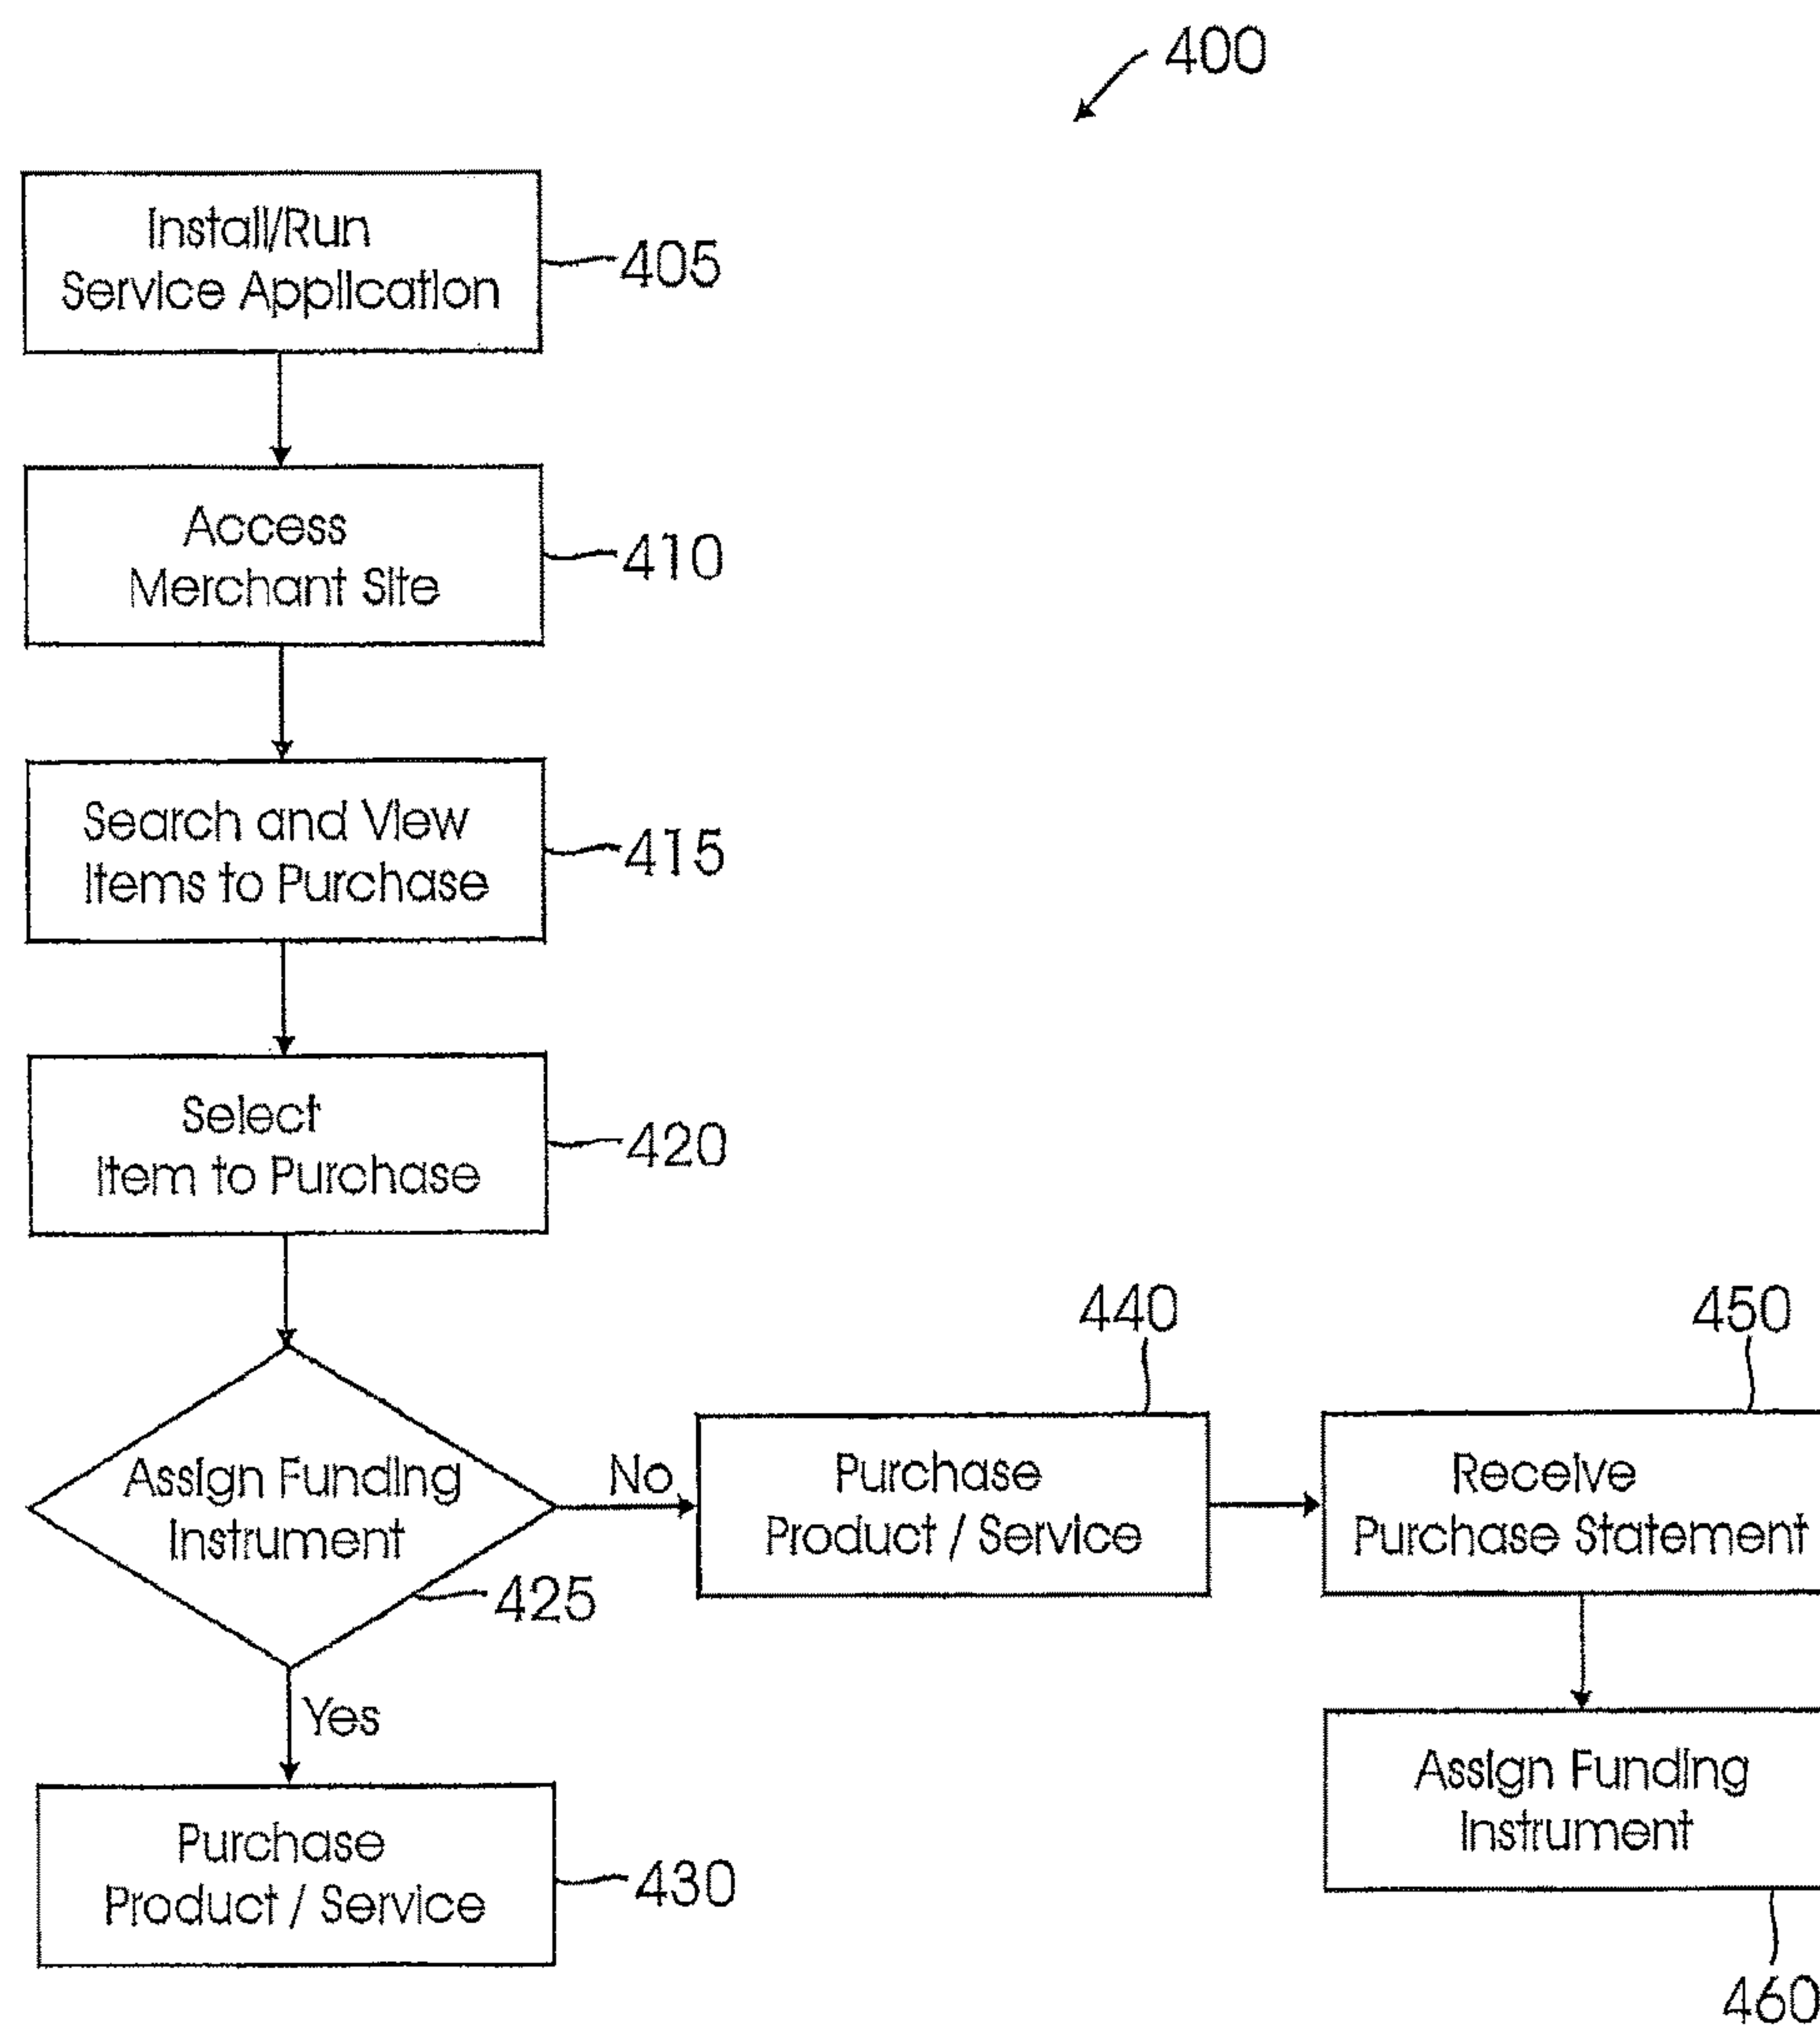 400
Install/Run
Service Application
405
Access
Merchant Site
410
Search and View
Items to Purchase
415
Select
Item to Purchase
420
Assign Funding
Instrument
425
No
440
Purchase
Product / Service
450
Receive
Purchase Statement
Yes
Purchase
Product / Service
430
Assign Funding
Instrument
460